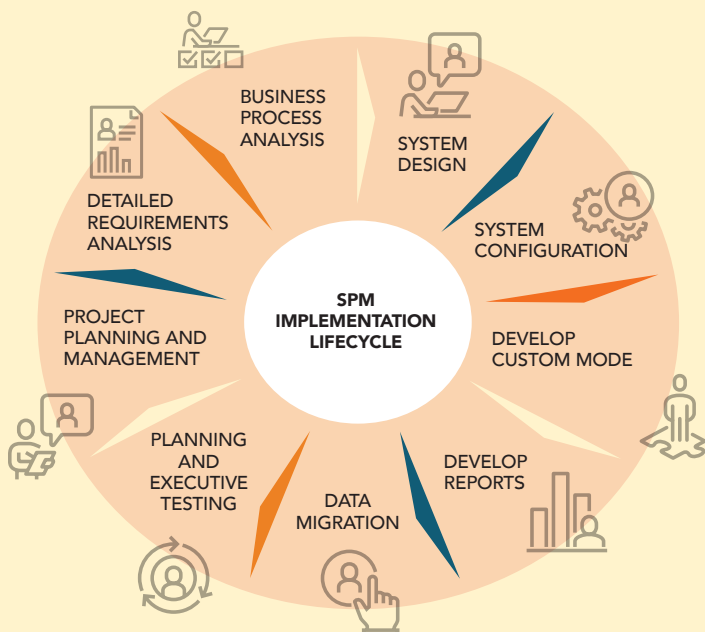 BUSINESS
PROCESS
ANALYSIS
SYSTEM
DESIGN
SYSTEM
CONFIGURATION
DEVELOP
CUSTOM MODE
DEVELOP
REPORTS
DATA
MIGRATION
PLANNING
AND
EXECUTIVE
TESTING
PROJECT
PLANNING AND
MANAGEMENT
DETAILED
REQUIREMENTS
ANALYSIS
SPM
IMPLEMENTATION
LIFECYCLE